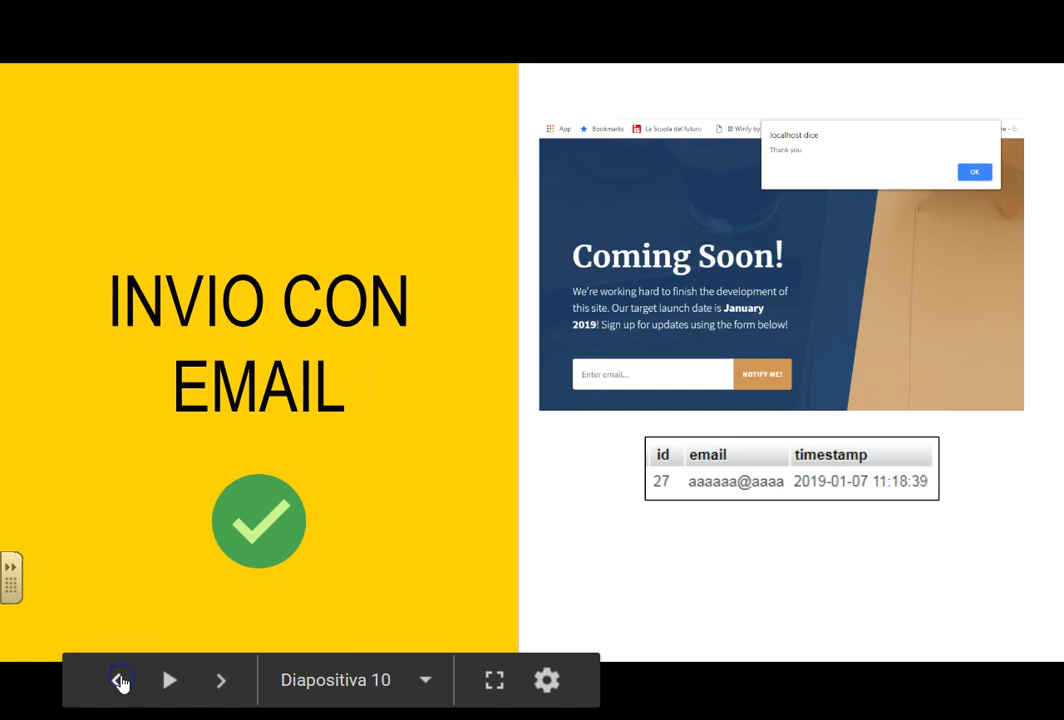 INVIO CON
EMAIL
App Bookmarks La Scuola del futuro
localhost dice
Thank you
OK
Coming Soon!
We're working hard to finish the development of
this site. Our target launch date is January
2019! Sign up for updates using the form below!
Enter email...
NOTIFY ME!
id email timestamp
27 aaaaaa@aaaa 2019-01-07 11:18:39
Diapositiva 10